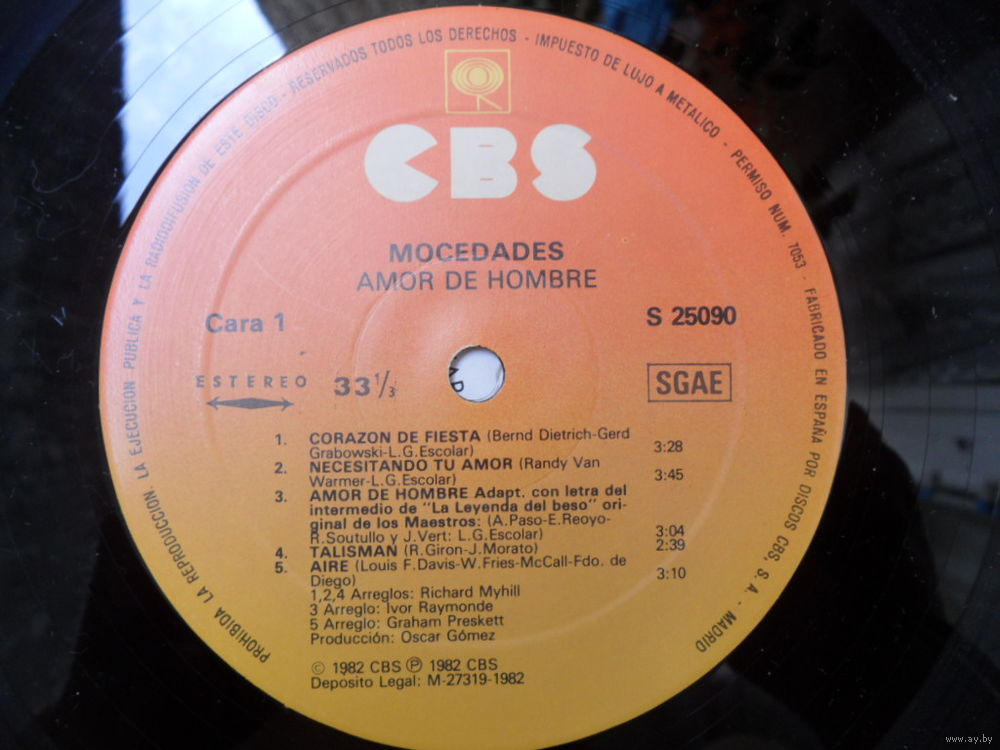 PROHIBIDA LA REPRODUCCION, LA EJECUCION PUBLICA Y LA RADIODIFUSION DE ESTE DISCO - RESERVADOS TODOS LOS DERECHOS - IMPUESTO DE LUJO A METALICO - PERMISO NUM. 7053 - FABRICADO EN ESPAÑA POR DISCOS CBS, S. A. - MADRID
CBS
MOCEDADES
AMOR DE HOMBRE
Cara 1
S 25090
ESTEREO
33 1/3
SGAE
1. CORAZON DE FIESTA (Bernd Dietrich-Gerd
Grabowski-L.G.Escolar) 3:28
2. NECESITANDO TU AMOR (Randy Van
Warmer-L.G.Escolar) 3:45
3. AMOR DE HOMBRE Adapt. con letra del
intermedio de "La Leyenda del beso" ori-
ginal de los Maestros: (A.Paso-E.Reoyo-
R.Soutullo y J.Vert: L.G.Escolar) 3:04
4. TALISMAN (R.Giron-J.Morato) 2:39
5. AIRE (Louis F.Davis-W.Fries-McCall-Fdo. de
Diego) 3:10
1,2,4 Arreglos: Richard Myhill
3 Arreglo: Ivor Raymonde
5 Arreglo: Graham Preskett
Producción: Oscar Gómez
© 1982 CBS ℗ 1982 CBS
Deposito Legal: M-27319-1982
www.ay.by